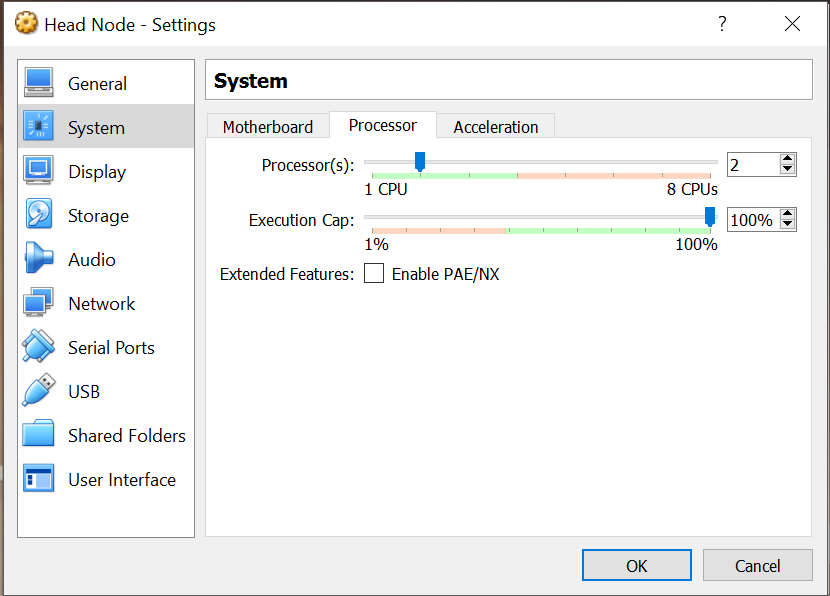 Head Node - Settings
?
General
System
Display
Storage
Audio
Network
Serial Ports
USB
Shared Folders
User Interface
System
Motherboard Processor Acceleration
Processor(s): 2
1 CPU 8 CPUs
Execution Cap: 100%
1% 100%
Extended Features: Enable PAE/NX
OK Cancel